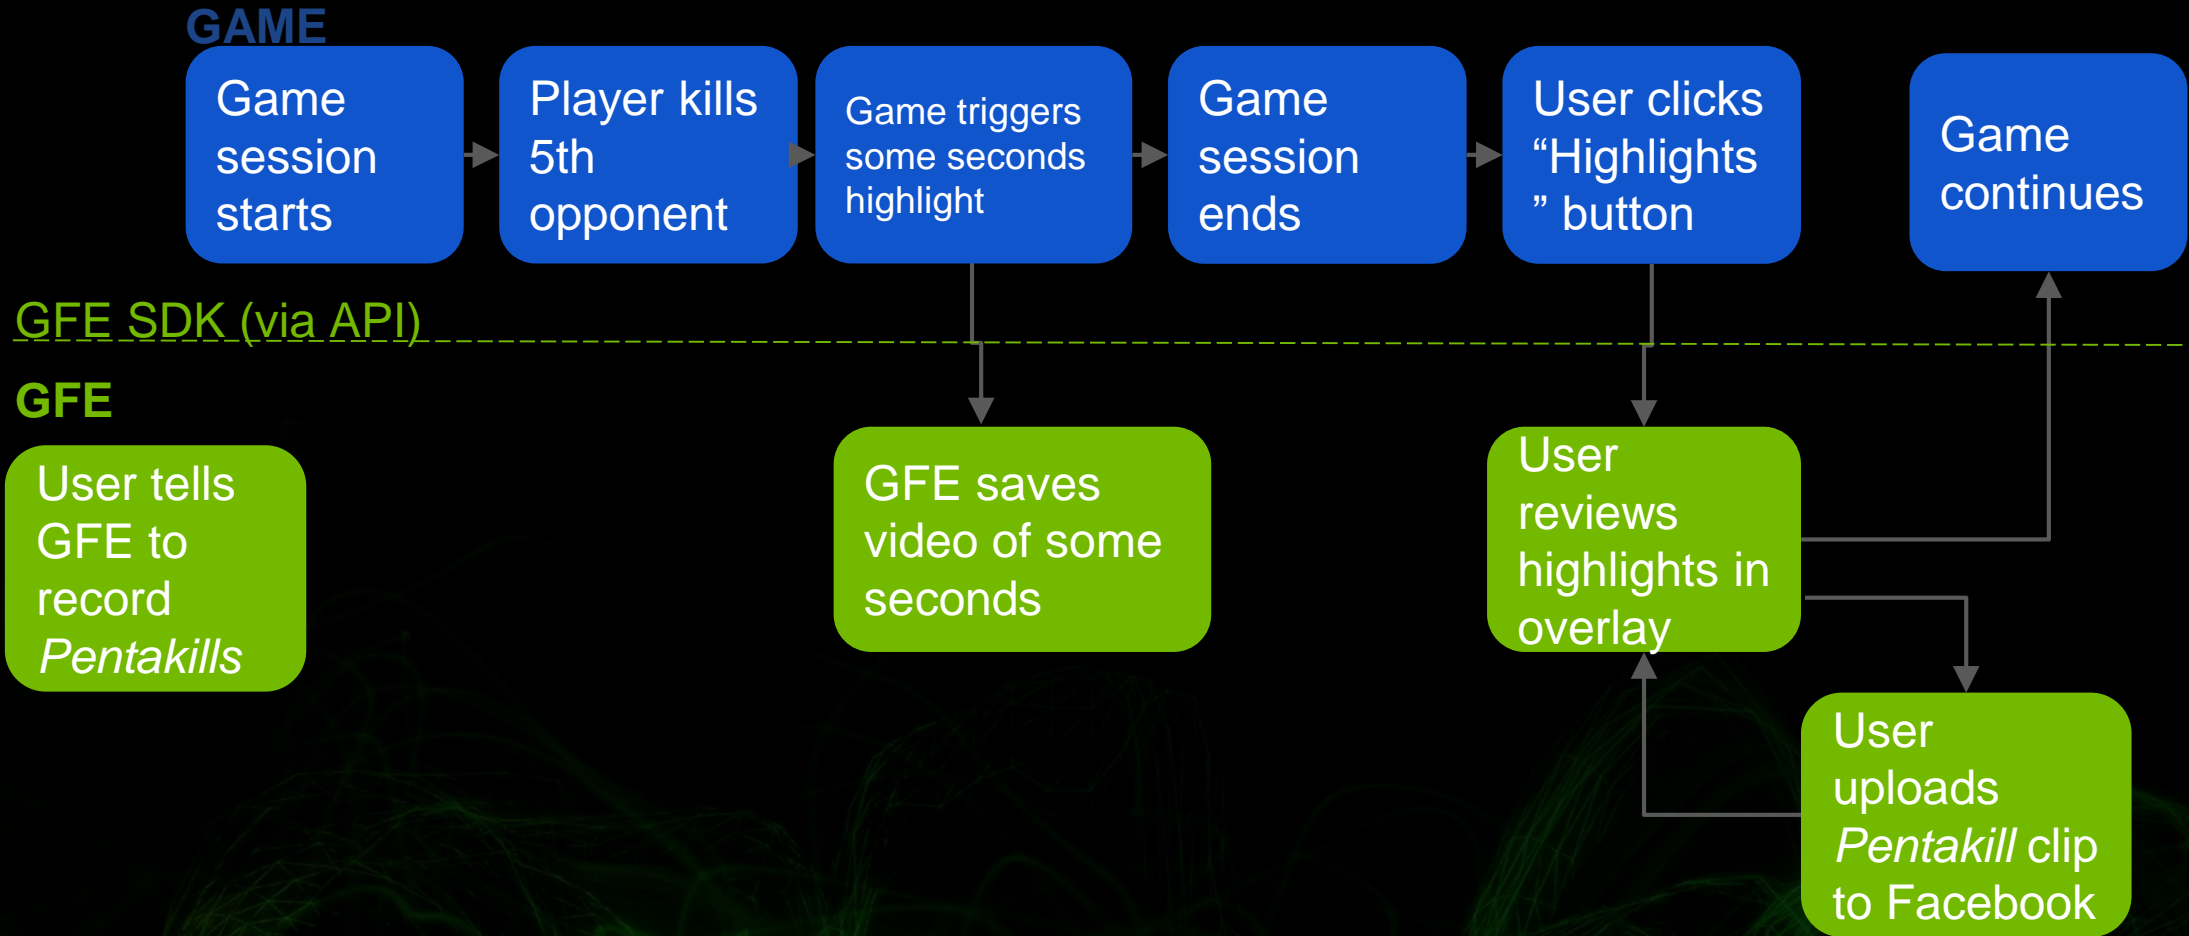 GAME
Game
session
starts
Player kills
5th
opponent
Game triggers
some seconds
highlight
Game
session
ends
User clicks
“Highlights
” button
Game
continues
GFE SDK (via API)
GFE
User tells
GFE to
record
Pentakills
GFE saves
video of some
seconds
User
reviews
highlights in
overlay
User
uploads
Pentakill clip
to Facebook